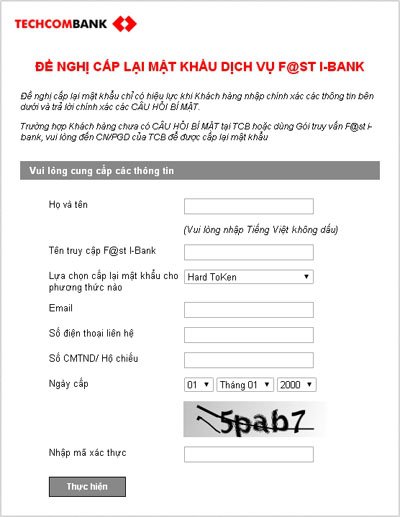 TECHCOMBANK
ĐỀ NGHỊ CẤP LẠI MẬT KHẨU DỊCH VỤ F@ST I-BANK
Đề nghị cấp lại mật khẩu chỉ có hiệu lực khi Khách hàng nhập chính xác các thông tin bên
dưới và trả lời chính xác các CÂU HỎI BÍ MẬT.
Trường hợp Khách hàng chưa có CÂU HỎI BÍ MẬT tại TCB hoặc dùng Gói truy vấn F@st i-
bank, vui lòng đến CN/PGD của TCB để được cấp lại mật khẩu
Vui lòng cung cấp các thông tin
Họ và tên
(Vui lòng nhập Tiếng Việt không dấu)
Tên truy cập F@st I-Bank
Lựa chọn cấp lại mật khẩu cho Hard ToKen
phương thức nào
Email
Số điện thoại liên hệ
Số CMTND/ Hộ chiếu
Ngày cấp 01 Tháng 01 2000
5pab7
Nhập mã xác thực
Thực hiện